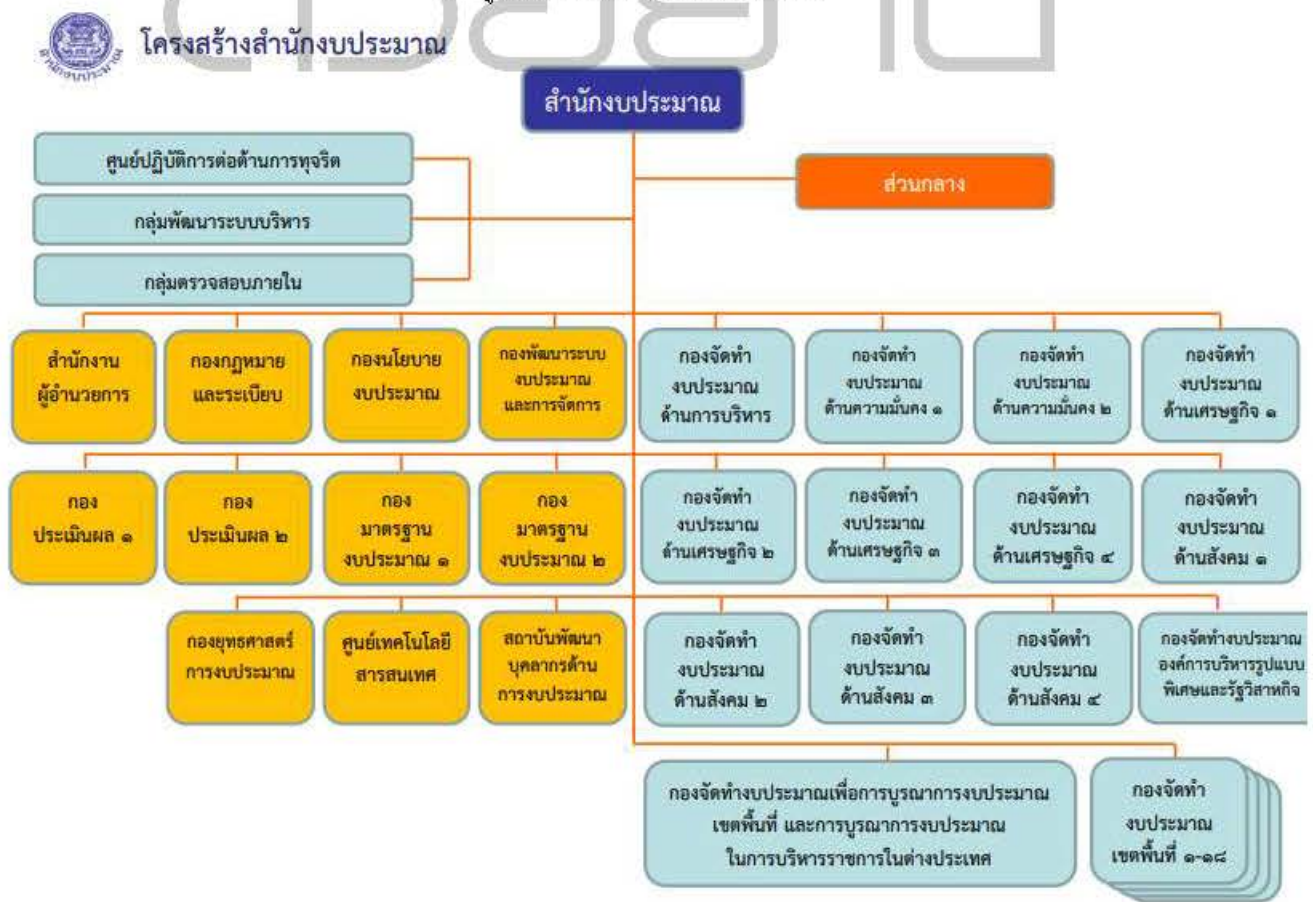 โครงสร้างสำนักงบประมาณ
สำนักงบประมาณ
สำนักงบประมาณ
ศูนย์ปฏิบัติการต่อต้านการทุจริต
ส่วนกลาง
กลุ่มพัฒนาระบบบริหาร
กลุ่มตรวจสอบภายใน
สำนักงาน
ผู้อำนวยการ
กองกฎหมาย
และระเบียบ
กองนโยบาย
งบประมาณ
กองพัฒนาระบบ
งบประมาณ
และการจัดการ
กองจัดทำ
งบประมาณ
ด้านการบริหาร
กองจัดทำ
งบประมาณ
ด้านความมั่นคง ๑
กองจัดทำ
งบประมาณ
ด้านความมั่นคง ๒
กองจัดทำ
งบประมาณ
ด้านเศรษฐกิจ ๑
กอง
ประเมินผล ๑
กอง
ประเมินผล ๒
กอง
มาตรฐาน
งบประมาณ ๑
กอง
มาตรฐาน
งบประมาณ ๒
กองจัดทำ
งบประมาณ
ด้านเศรษฐกิจ ๒
กองจัดทำ
งบประมาณ
ด้านเศรษฐกิจ ๓
กองจัดทำ
งบประมาณ
ด้านเศรษฐกิจ ๔
กองจัดทำ
งบประมาณ
ด้านสังคม ๑
กองยุทธศาสตร์
การงบประมาณ
ศูนย์เทคโนโลยี
สารสนเทศ
สถาบันพัฒนา
บุคลากรด้าน
การงบประมาณ
กองจัดทำ
งบประมาณ
ด้านสังคม ๒
กองจัดทำ
งบประมาณ
ด้านสังคม ๓
กองจัดทำ
งบประมาณ
ด้านสังคม ๔
กองจัดทำงบประมาณ
องค์การบริหารรูปแบบ
พิเศษและรัฐวิสาหกิจ
กองจัดทำงบประมาณเพื่อการบูรณาการงบประมาณ
เขตพื้นที่ และการบูรณาการงบประมาณ
ในการบริหารราชการในต่างประเทศ
กองจัดทำ
งบประมาณ
เขตพื้นที่ ๑-๑๘